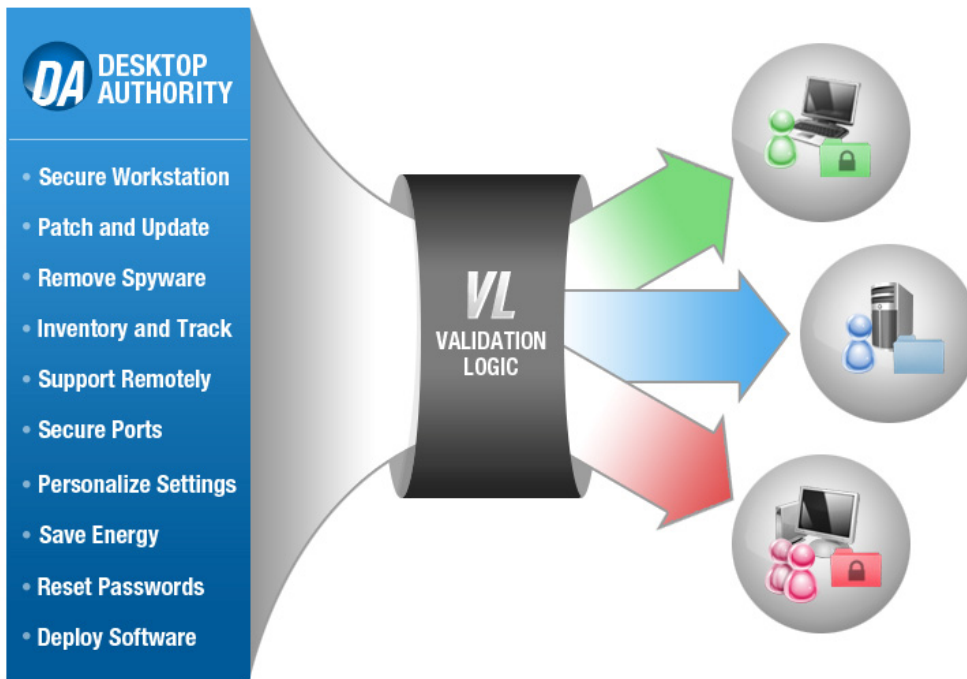 DA
DESKTOP
AUTHORITY
• Secure Workstation
• Patch and Update
• Remove Spyware
• Inventory and Track
• Support Remotely
• Secure Ports
• Personalize Settings
• Save Energy
• Reset Passwords
• Deploy Software
VL
VALIDATION
LOGIC